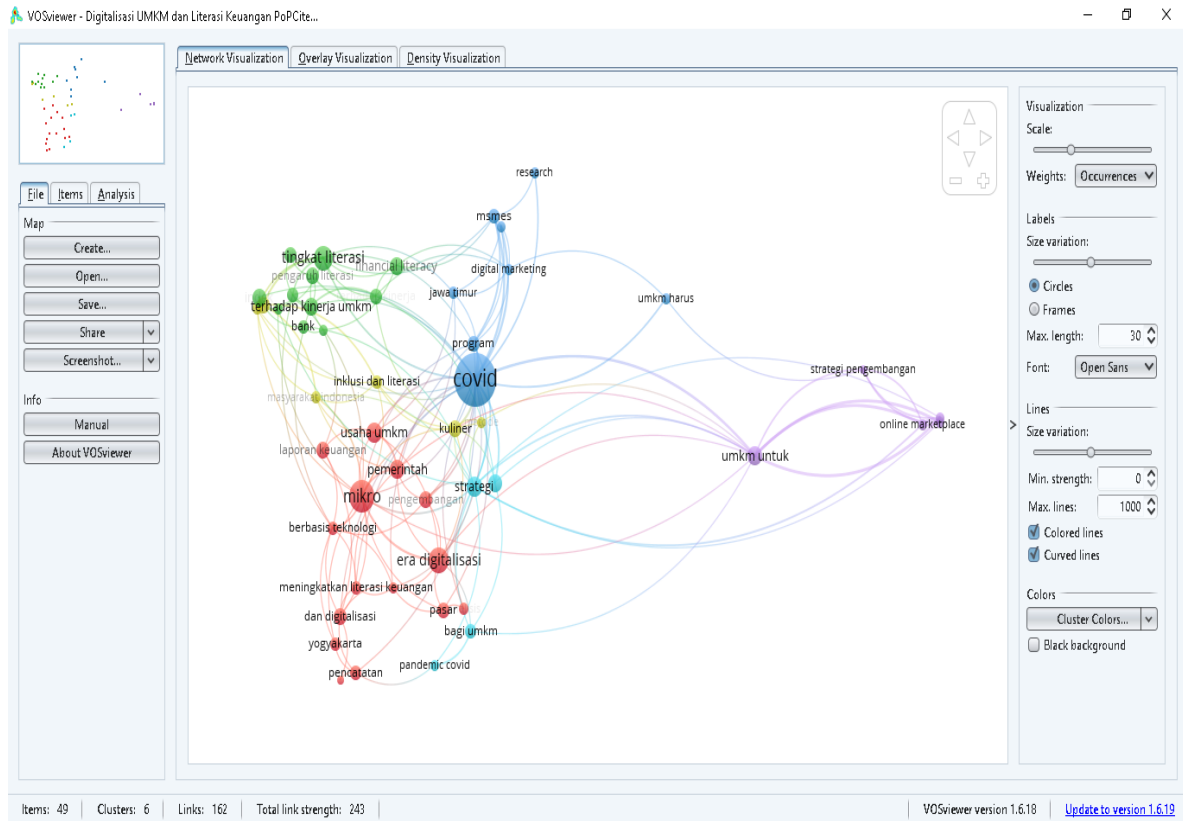 VOSviewer - Digitalisasi UMKM dan Literasi Keuangan PoPCite...
Network Visualization
Overlay Visualization
Density Visualization
File
Items
Analysis
Map
Create...
Open...
Save...
Share
Screenshot...
Info
Manual
About VOSviewer
research
msmes
tingkat literasi
financial literacy
pengaruh literasi
digital marketing
jawa timur
umkm harus
terhadap kinerja umkm
bank
program
covid
inklusi dan literasi
masyarakat indonesia
strategi pengembangan
online marketplace
kuliner
usaha umkm
laporan keuangan
umkm untuk
pemerintah
strategi
mikro
pengembangan
berbasis teknologi
era digitalisasi
meningkatkan literasi keuangan
dan digitalisasi
pasar
bagi umkm
yogyakarta
pandemic covid
pencatatan
Visualization
Scale:
Weights: Occurrences
Labels
Size variation:
Circles
Frames
Max. length: 30
Font: Open Sans
Lines
Size variation:
Min. strength: 0
Max. lines: 1000
Colored lines
Curved lines
Colors
Cluster Colors...
Black background
Items: 49
Clusters: 6
Links: 162
Total link strength: 243
VOSviewer version 1.6.18
Update to version 1.6.19